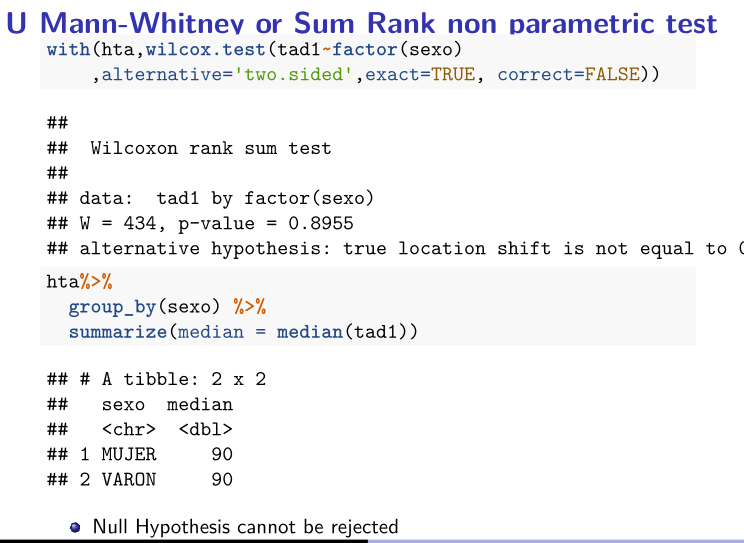 U Mann-Whitney or Sum Rank non parametric test
with(hta,wilcox.test(tad1~factor(sexo)
,alternative='two.sided',exact=TRUE, correct=FALSE))
##
## Wilcoxon rank sum test
##
## data: tad1 by factor(sexo)
## W = 434, p-value = 0.8955
## alternative hypothesis: true location shift is not equal to
hta%>%
group_by(sexo) %>%
summarize(median = median(tad1))
## # A tibble: 2 x 2
## sexo median
## <chr> <dbl>
## 1 MUJER 90
## 2 VARON 90
Null Hypothesis cannot be rejected